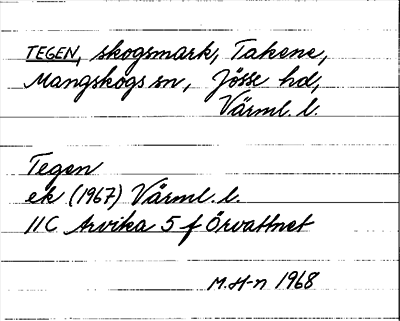 TEGEN, skogsmark, Takene,
Mangskogs sn, Jösse hd,
Värml. l.
Tegen
ek (1967) Värml. l.
11C Arvika 5 f Örvattnet
M. H-n 1968